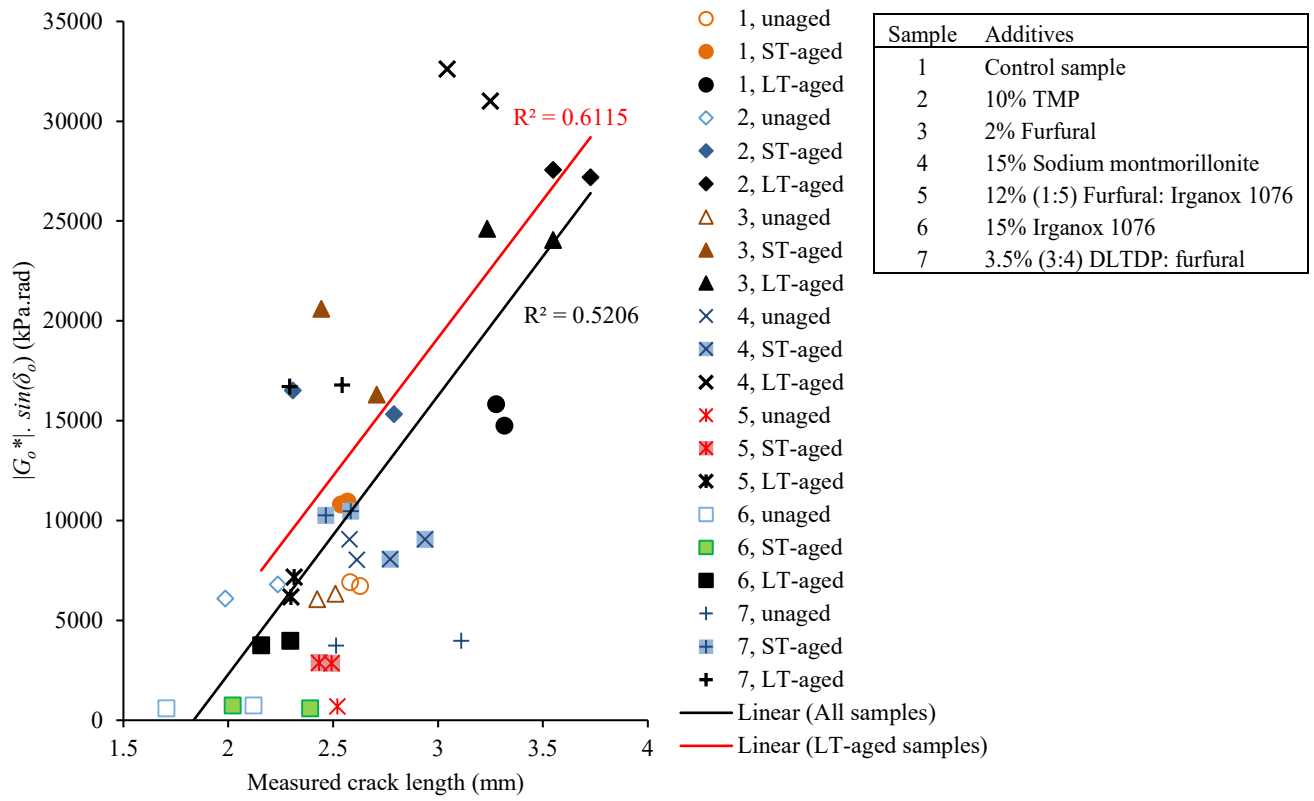 35000
30000
25000
20000
15000
10000
5000
0
1.5 2 2.5 3 3.5 4
|G_o*|. sin(δ_o) (kPa.rad)
Measured crack length (mm)
R² = 0.6115
R² = 0.5206
1, unaged
1, ST-aged
1, LT-aged
2, unaged
2, ST-aged
2, LT-aged
3, unaged
3, ST-aged
3, LT-aged
4, unaged
4, ST-aged
4, LT-aged
5, unaged
5, ST-aged
5, LT-aged
6, unaged
6, ST-aged
6, LT-aged
7, unaged
7, ST-aged
7, LT-aged
Linear (All samples)
Linear (LT-aged samples)
Sample Additives
1 Control sample
2 10% TMP
3 2% Furfural
4 15% Sodium montmorillonite
5 12% (1:5) Furfural: Irganox 1076
6 15% Irganox 1076
7 3.5% (3:4) DLTDP: furfural